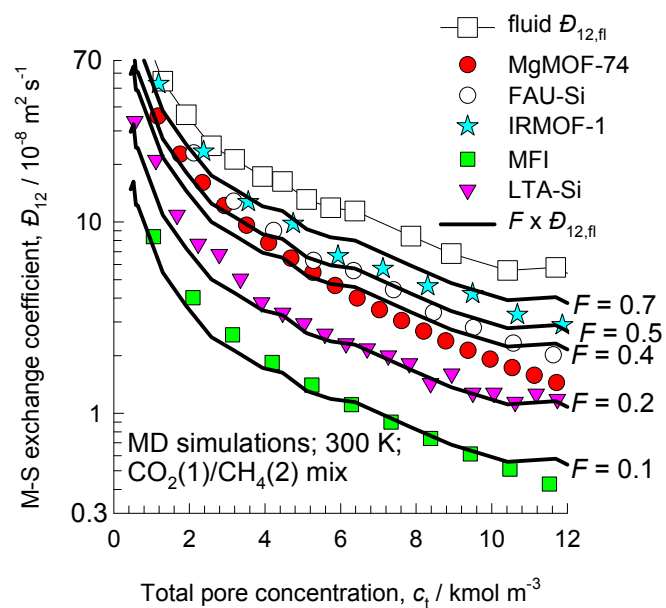 fluid Đ12,fl
MgMOF-74
FAU-Si
IRMOF-1
MFI
LTA-Si
F x Đ12,fl
M-S exchange coefficient, Đ12 / 10-8 m2 s-1
70
10
1
0.3
F = 0.7
F = 0.5
F = 0.4
F = 0.2
F = 0.1
MD simulations; 300 K;
CO2(1)/CH4(2) mix
0 2 4 6 8 10 12
Total pore concentration, ct / kmol m-3